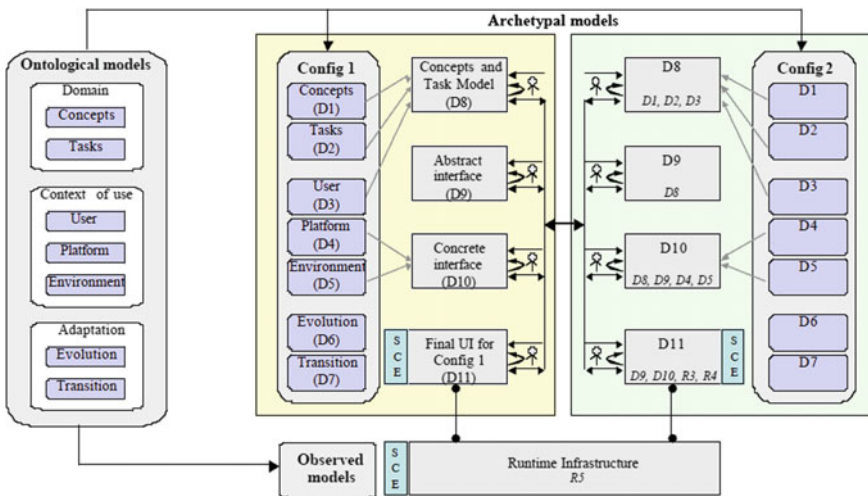 Archetypal models
Ontological models
Domain
Concepts
Tasks
Context of use
User
Platform
Environment
Adaptation
Evolution
Transition
Config 1
Concepts
(D1)
Tasks
(D2)
User
(D3)
Platform
(D4)
Environment
(D5)
Evolution
(D6)
Transition
(D7)
Concepts and
Task Model
(D8)
Abstract
interface
(D9)
Concrete
interface
(D10)
S
C
E
Final UI for
Config 1
(D11)
D8
D1, D2, D3
D9
D8
D10
D8, D9, D4, D5
D11
D9, D10, R3, R4
S
C
E
Config 2
D1
D2
D3
D4
D5
D6
D7
Observed
models
S
C
E
Runtime Infrastructure
R5